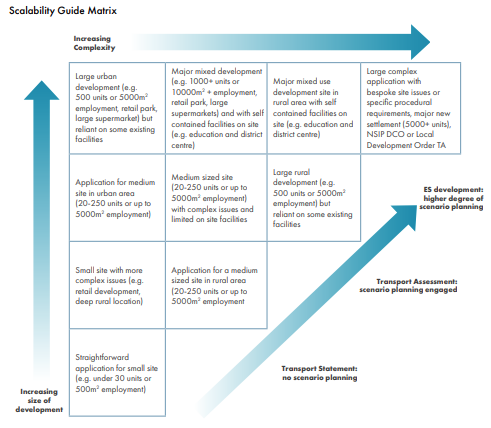 Scalability Guide Matrix
Increasing
Complexity
Large urban
development (e.g.
500 units or 5000m²
employment, retail park,
large supermarket) but
reliant on some existing
facilities
Major mixed development
(e.g. 1000+ units or
10000m² + employment,
retail park, large
supermarkets) and with self
contained facilities on site
(e.g. education and district
centre)
Major mixed use
development site in
rural area with self
contained facilities on
site (e.g. education and
district centre)
Large complex
application with
bespoke site issues or
specific procedural
requirements, major new
settlement (5000+ units),
NSIP DCO or Local
Development Order TA
Application for medium
site in urban area
(20-250 units or up to
5000m² employment)
Medium sized site
(20-250 units or up to
5000m² employment)
with complex issues and
limited on site facilities
Large rural
development (e.g.
500 units or 5000m²
employment) but
reliant on some existing
facilities
ES development:
higher degree of
scenario planning
Small site with more
complex issues (e.g.
retail development,
deep rural location)
Application for a medium
sized site in rural area
(20-250 units or up to
5000m² employment
Transport Assessment:
scenario planning engaged
Straightforward
application for small site
(e.g. under 30 units or
500m² employment)
Transport Statement:
no scenario planning
Increasing
size of
development